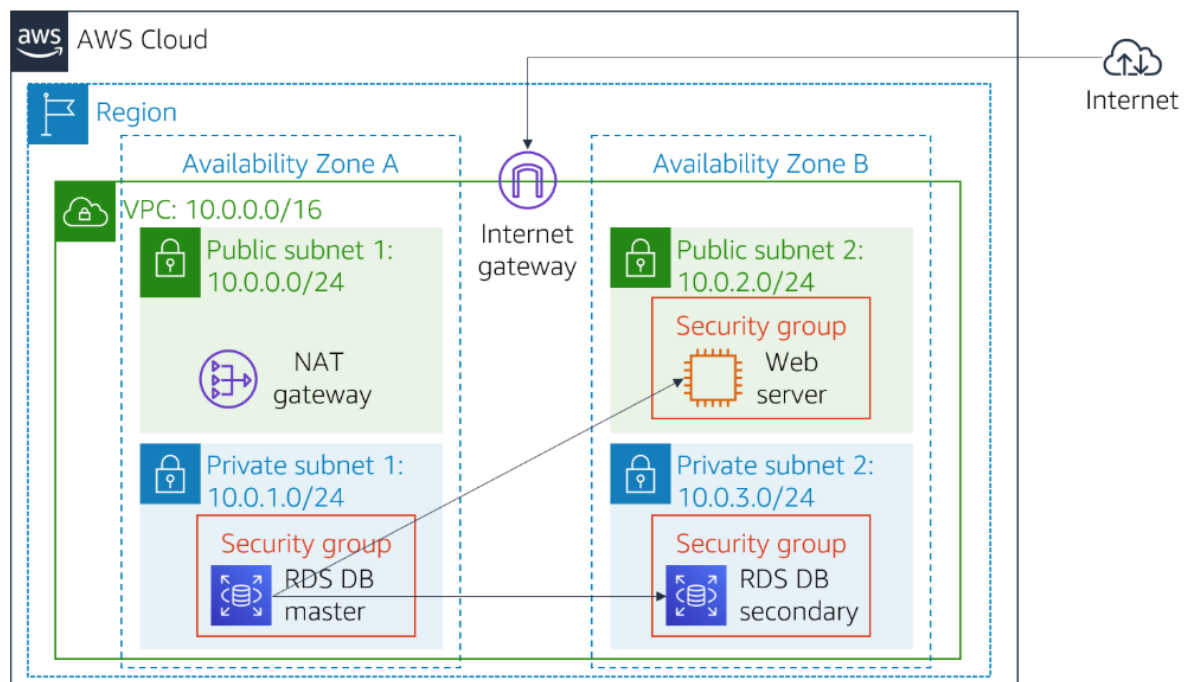 aws
AWS Cloud
Internet
Region
Availability Zone A
Availability Zone B
VPC: 10.0.0.0/16
Internet
gateway
Public subnet 1:
10.0.0.0/24
NAT
gateway
Public subnet 2:
10.0.2.0/24
Security group
Web
server
Private subnet 1:
10.0.1.0/24
Security group
RDS DB
master
Private subnet 2:
10.0.3.0/24
Security group
RDS DB
secondary